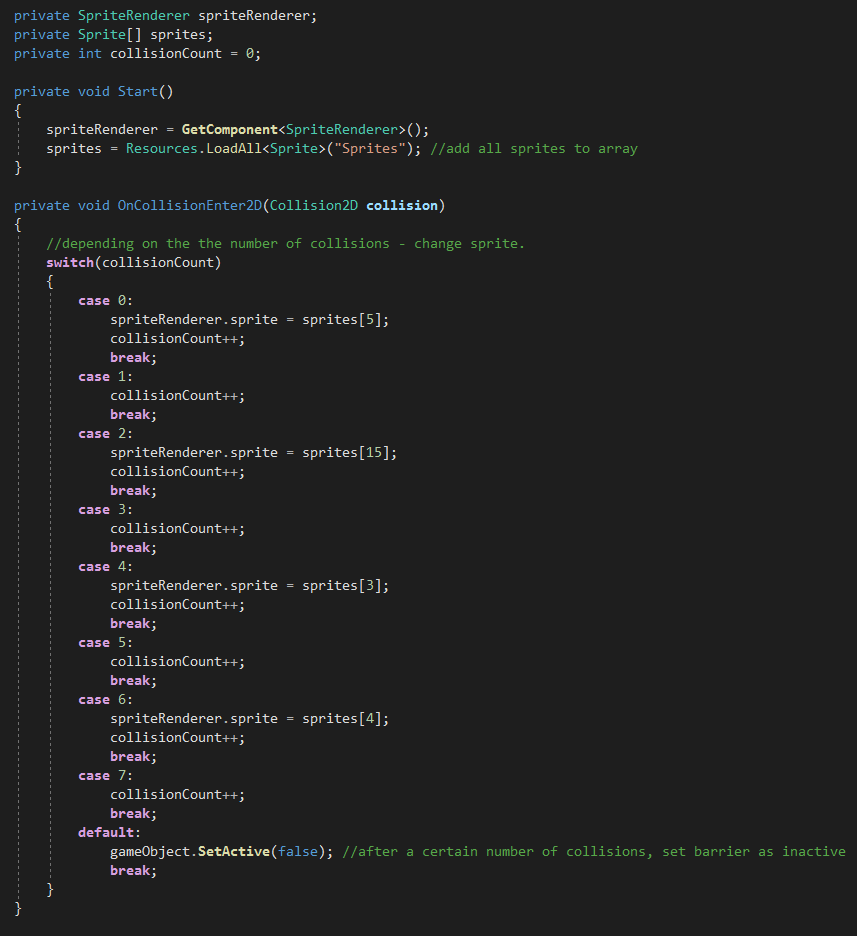 private SpriteRenderer spriteRenderer;
private Sprite[] sprites;
private int collisionCount = 0;

private void Start()
{
    spriteRenderer = GetComponent<SpriteRenderer>();
    sprites = Resources.LoadAll<Sprite>("Sprites"); //add all sprites to array
}

private void OnCollisionEnter2D(Collision2D collision)
{
    //depending on the the number of collisions - change sprite.
    switch(collisionCount)
    {
        case 0:
            spriteRenderer.sprite = sprites[5];
            collisionCount++;
            break;
        case 1:
            collisionCount++;
            break;
        case 2:
            spriteRenderer.sprite = sprites[15];
            collisionCount++;
            break;
        case 3:
            collisionCount++;
            break;
        case 4:
            spriteRenderer.sprite = sprites[3];
            collisionCount++;
            break;
        case 5:
            collisionCount++;
            break;
        case 6:
            spriteRenderer.sprite = sprites[4];
            collisionCount++;
            break;
        case 7:
            collisionCount++;
            break;
        default:
            gameObject.SetActive(false); //after a certain number of collisions, set barrier as inactive
            break;
    }
}